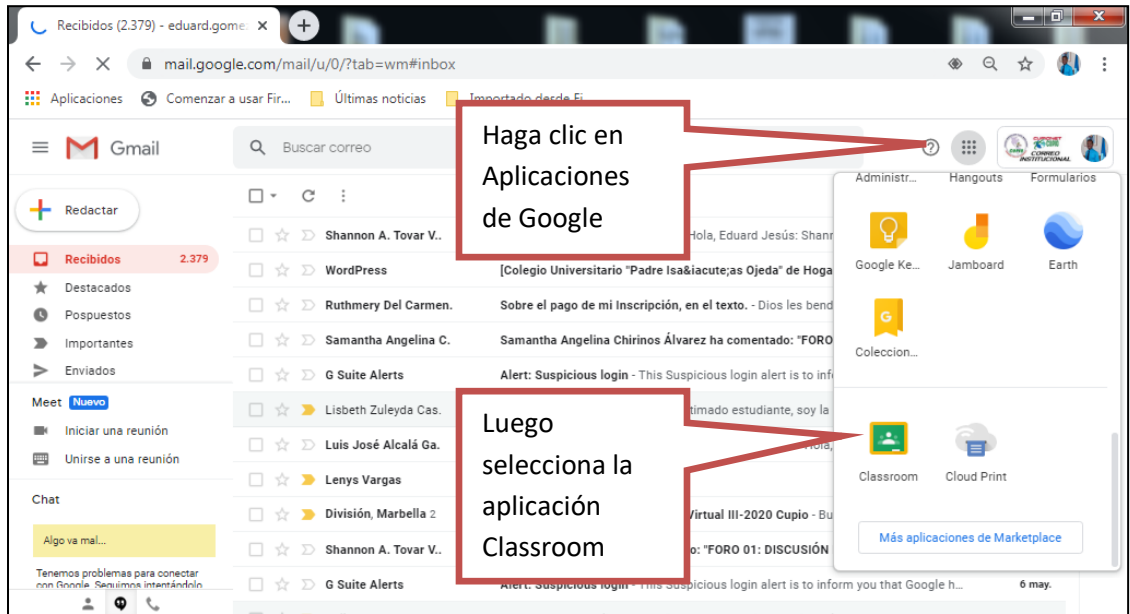 Recibidos (2.379) - eduard.gome
mail.google.com/mail/u/0/?tab=wm#inbox
Aplicaciones Comenzar a usar Fir... Últimas noticias Importado desde Fi
Gmail
Buscar correo
CORREO
INSTITUCIONAL
Haga clic en
Aplicaciones
de Google
Redactar
Recibidos 2.379
Destacados
Pospuestos
Importantes
Enviados
Meet Nuevo
Iniciar una reunión
Unirse a una reunión
Chat
Algo va mal...
Tenemos problemas para conectar
con Google. Seguimos intentándolo
Shannon A. Tovar V.. Hola, Eduard Jesús: Shann
WordPress [Colegio Universitario "Padre Isa&iacute;as Ojeda" de Hoga
Ruthmery Del Carmen. Sobre el pago de mi Inscripción, en el texto. - Dios les bend
Samantha Angelina C. Samantha Angelina Chirinos Álvarez ha comentado: "FORO
G Suite Alerts Alert: Suspicious login - This Suspicious login alert is to info
Lisbeth Zuleyda Cas. timado estudiante, soy la
Luis José Alcalá Ga. Hola,
Lenys Vargas
División, Marbella 2 Virtual III-2020 Cupio - Bu
Shannon A. Tovar V.. o: "FORO 01: DISCUSIÓN
G Suite Alerts Alert: Suspicious login - This Suspicious login alert is to inform you that Google h... 6 may.
Luego
selecciona la
aplicación
Classroom
Administr... Hangouts Formularios
Google Ke... Jamboard Earth
Coleccion...
Classroom Cloud Print
Más aplicaciones de Marketplace